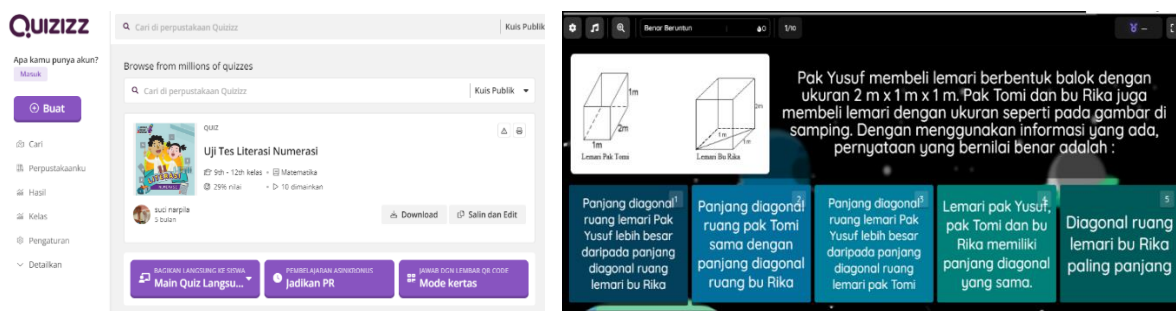 QUIZIZZ
Apa kamu punya akun?
Masuk
Buat
Cari
Perpustakaanku
Hasil
Kelas
Pengaturan
Detailkan
Cari di perpustakaan Quizizz
Kuis Publik
Browse from millions of quizzes
Cari di perpustakaan Quizizz
Kuis Publik
QUIZ
Uji Tes Literasi Numerasi
9th - 12th kelas • Matematika
29% nilai • 10 dimainkan
LITERASI
NUMERASI
suci narpila
5 bulan
Download
Salin dan Edit
BAGIKAN LANGSUNG KE SISWA
Main Quiz Langsu...
PEMBELAJARAN ASINKRONUS
Jadikan PR
JAWAB DGN LEMBAR QR CODE
Mode kertas
Benar Beruntun
0
1/10
1m
2m
1m
Lemari Pak Tomi
2m
1m
1m
Lemari Bu Rika
Pak Yusuf membeli lemari berbentuk balok dengan
ukuran 2 m x 1 m x 1 m. Pak Tomi dan bu Rika juga
membeli lemari dengan ukuran seperti pada gambar di
samping. Dengan menggunakan informasi yang ada,
pernyataan yang bernilai benar adalah :
1
Panjang diagonal
ruang lemari Pak
Yusuf lebih besar
daripada panjang
diagonal ruang
lemari bu Rika
2
Panjang diagonal
ruang pak Tomi
sama dengan
panjang diagonal
ruang bu Rika
3
Panjang diagonal
ruang lemari Pak
Yusuf lebih besar
daripada panjang
diagonal ruang
lemari pak Tomi
4
Lemari pak Yusuf,
pak Tomi dan bu
Rika memiliki
panjang diagonal
yang sama.
5
Diagonal ruang
lemari bu Rika
paling panjang